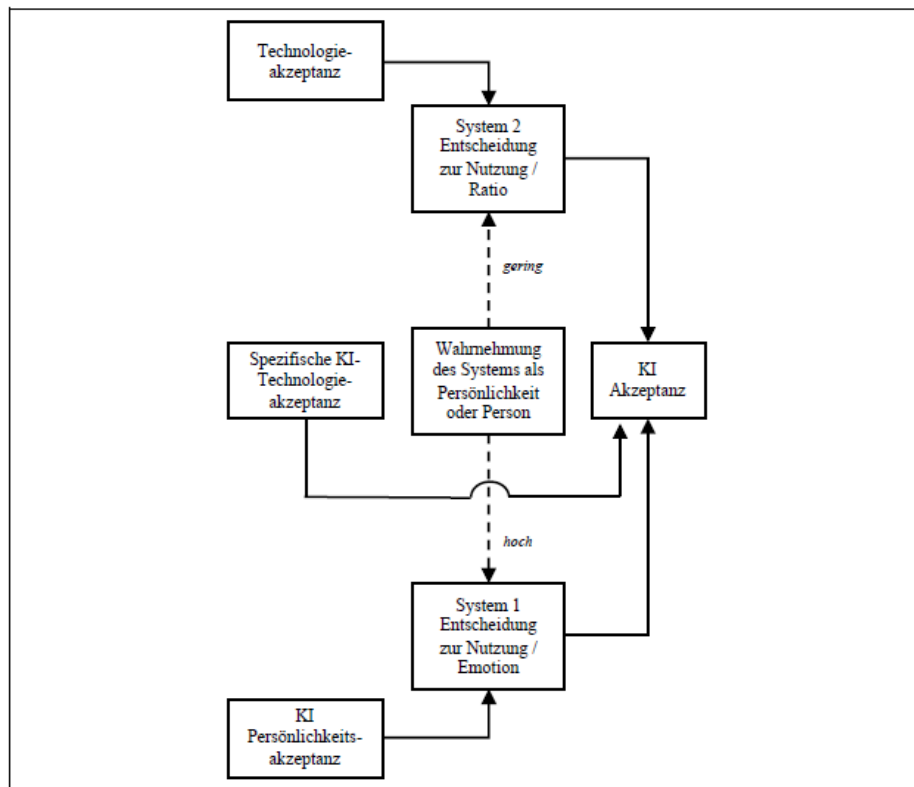 Technologie-
akzeptanz
System 2
Entscheidung
zur Nutzung /
Ratio
gering
Spezifische KI-
Technologie-
akzeptanz
Wahrnehmung
des Systems als
Persönlichkeit
oder Person
KI
Akzeptanz
hoch
System 1
Entscheidung
zur Nutzung /
Emotion
KI
Persönlichkeits-
akzeptanz